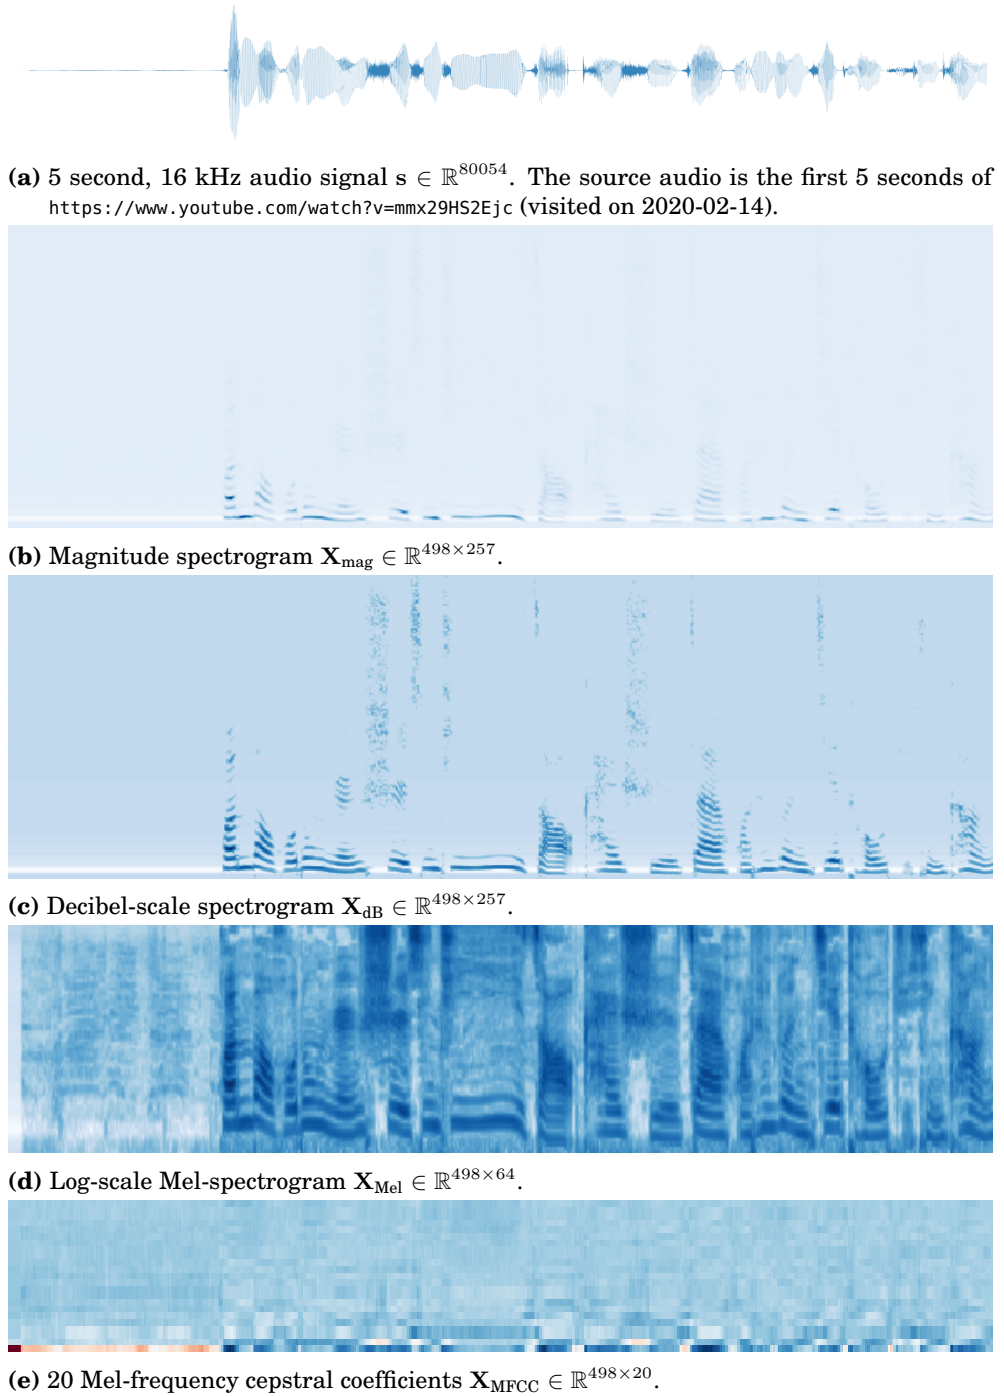 (a) 5 second, 16 kHz audio signal s ∈ ℝ^80054. The source audio is the first 5 seconds of
https://www.youtube.com/watch?v=mmx29HS2Ejc (visited on 2020-02-14).
(b) Magnitude spectrogram X_mag ∈ ℝ^498×257.
(c) Decibel-scale spectrogram X_dB ∈ ℝ^498×257.
(d) Log-scale Mel-spectrogram X_Mel ∈ ℝ^498×64.
(e) 20 Mel-frequency cepstral coefficients X_MFCC ∈ ℝ^498×20.